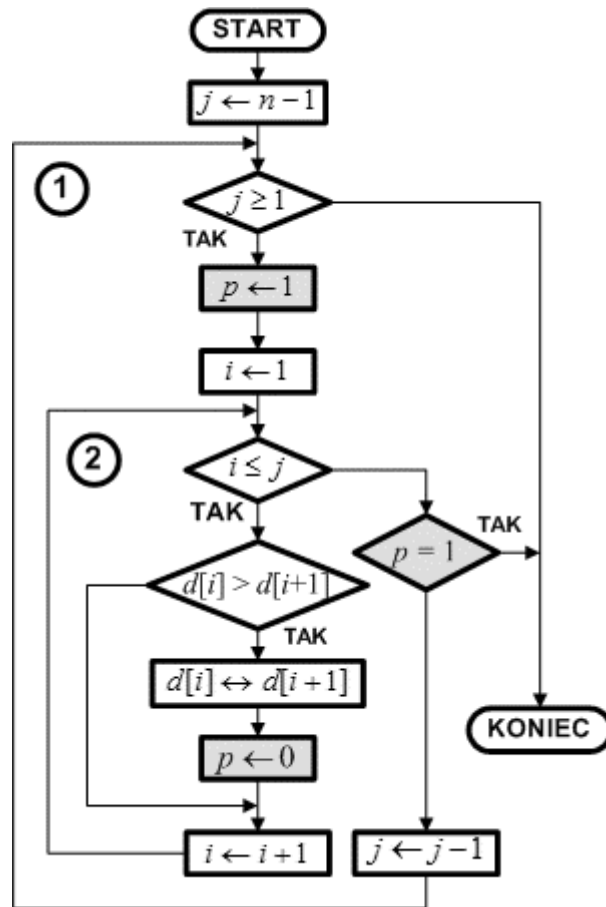 START
j ← n − 1
1
j ≥ 1
TAK
p ← 1
i ← 1
2
i ≤ j
TAK
p = 1
TAK
d[i] > d[i+1]
TAK
d[i] ↔ d[i + 1]
p ← 0
KONIEC
i ← i + 1
j ← j − 1